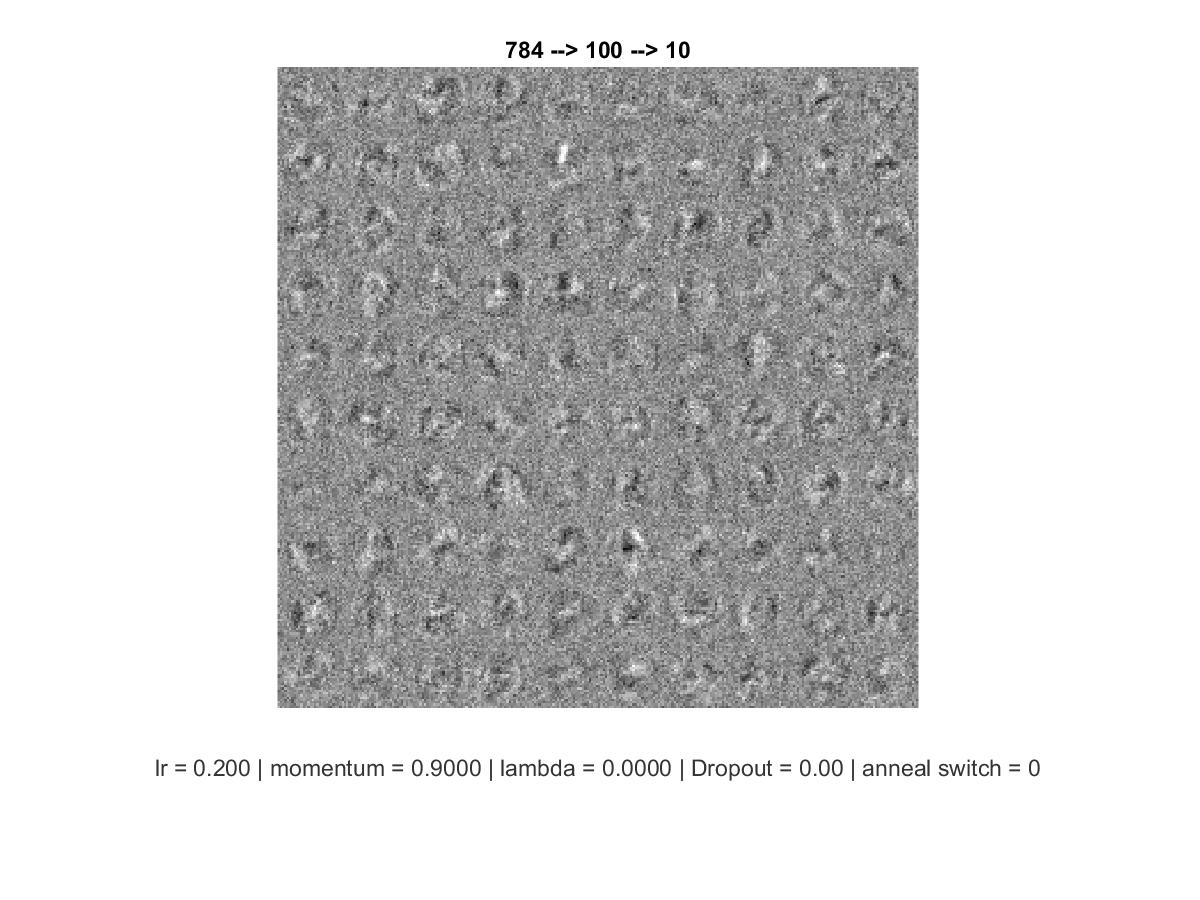 784 --> 100 --> 10
lr = 0.200 | momentum = 0.9000 | lambda = 0.0000 | Dropout = 0.00 | anneal switch = 0